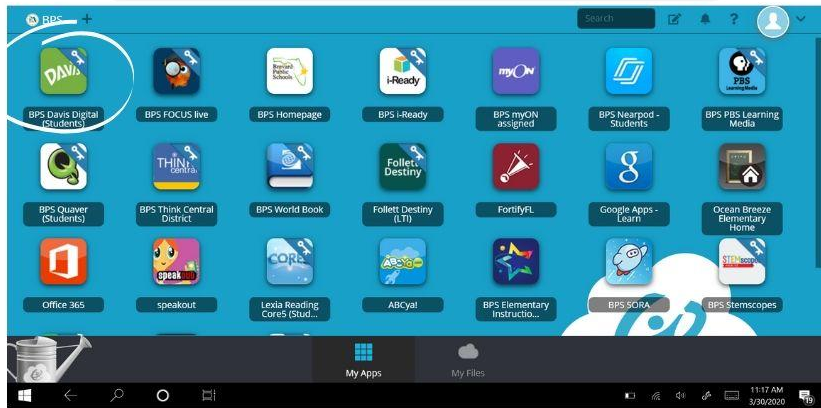 BPS +
Search
?
DAVIS
Brevard
Public
Schools
i-Ready
myON
PBS
Learning Media
BPS Davis Digital
(Students)
BPS FOCUS live
BPS Homepage
BPS i-Ready
BPS myON
assigned
BPS Nearpod -
Students
BPS PBS Learning
Media
THINK
central
Follett
Destiny
g
BPS Quaver
(Students)
BPS Think Central
District
BPS World Book
Follett Destiny
(LTI)
FortifyFL
Google Apps -
Learn
Ocean Breeze
Elementary
Home
speakout
CORE5
ABCya!
STEMscopes
Office 365
speakout
Lexia Reading
Core5 (Stud...
ABCya!
BPS Elementary
Instructio...
BPS SORA
BPS Stemscopes
My Apps
My Files
11:17 AM
3/30/2020
19